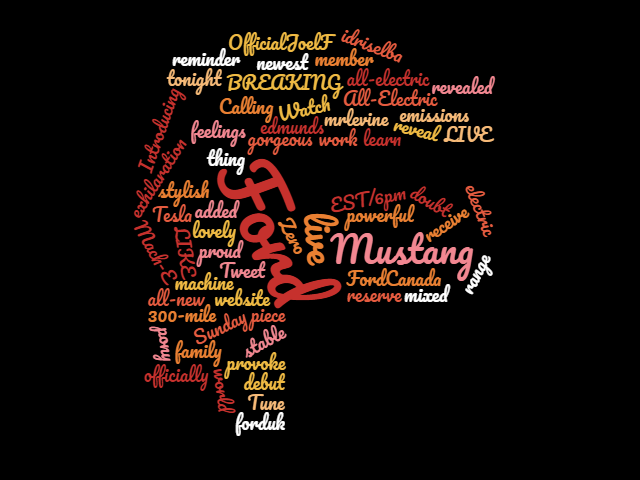 OfficialJoelF
idriselba
reminder
newest
member
tonight
BREAKING
all-electric
revealed
Introducing
Calling
Watch
All-Electric
feelings
edmunds
mrlevine
emissions
gorgeous
work
learn
reveal
LIVE
exhilaration
thing
stylish
Ford
EST/6pm
doubt
electric
Tesla
added
Zero
live
powerful
receive
Mach-E
LIKE
lovely
proud
Mustang
range
Tweet
machine
FordCanada
all-new
website
reserve
mixed
300-mile
Sunday
piece
pony
family
stable
officially
world
provoke
debut
Tune
forduk